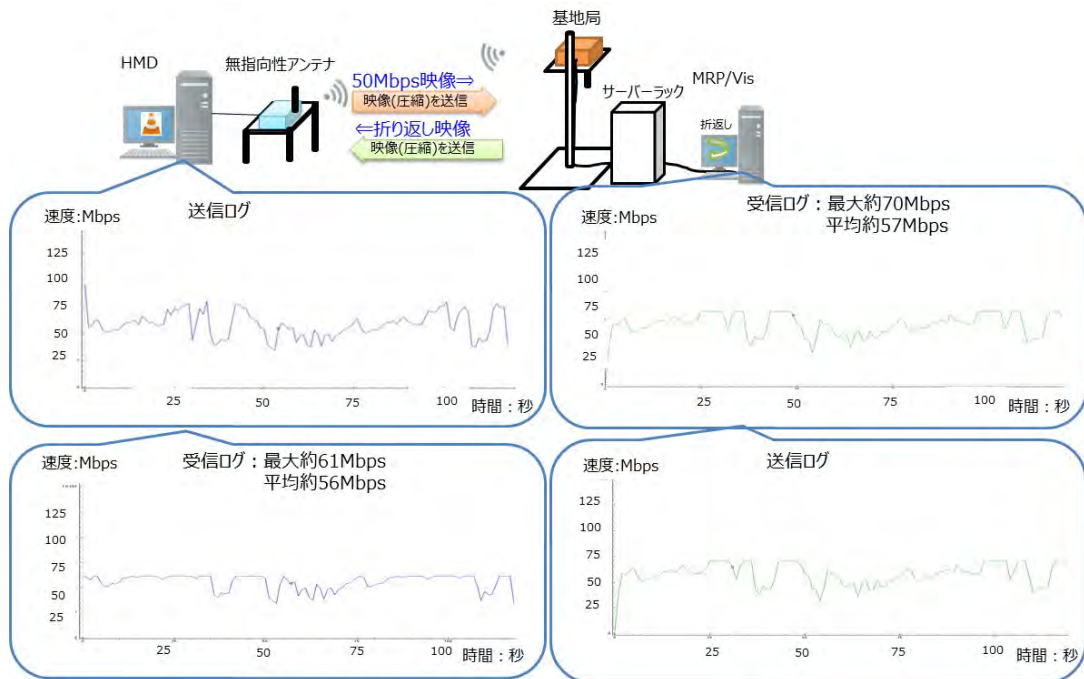 基地局
HMD
無指向性アンテナ
50Mbps映像⇒
映像(圧縮)を送信
⇐折り返し映像
映像(圧縮)を送信
サーバーラック
MRP/Vis
折返し
速度:Mbps
送信ログ
125
100
75
50
25
25
50
75
100
時間：秒
受信ログ：最大約70Mbps
平均約57Mbps
速度:Mbps
125
100
75
50
25
25
50
75
100
時間：秒
速度:Mbps
受信ログ：最大約61Mbps
平均約56Mbps
125
100
75
50
25
25
50
75
100
時間：秒
速度:Mbps
送信ログ
125
100
75
50
25
25
50
75
100
時間：秒